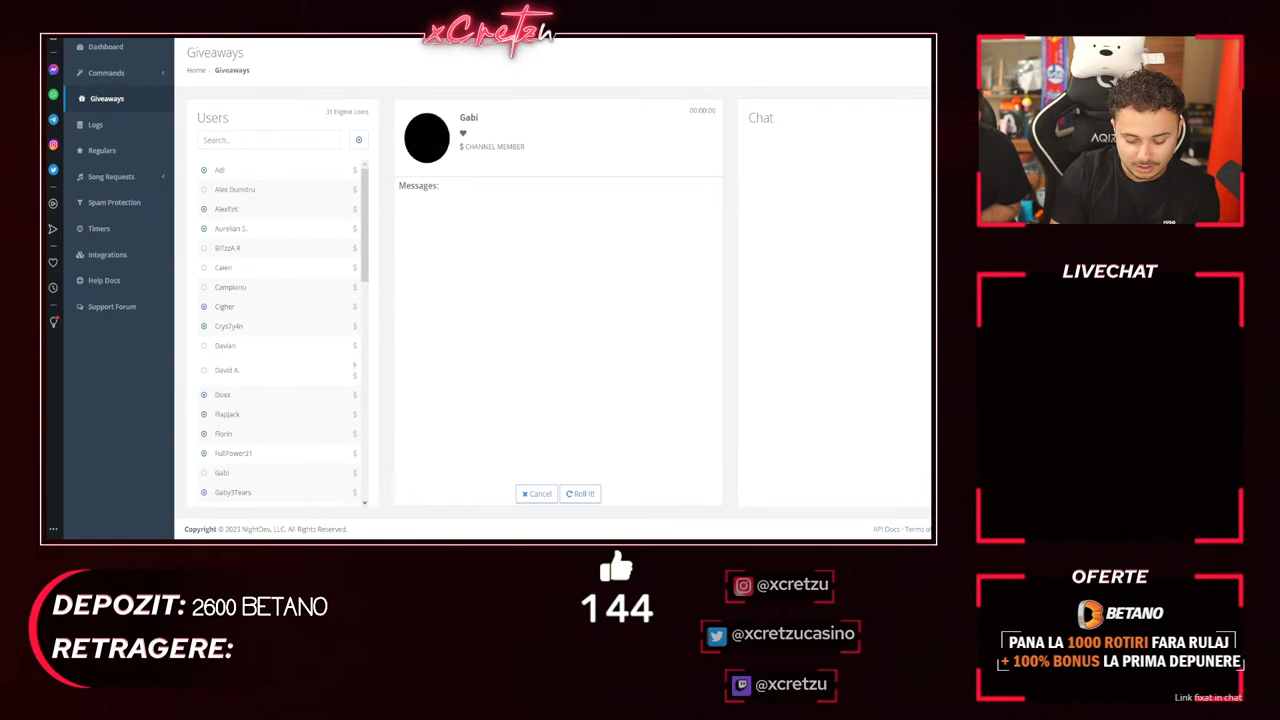 xCretzu
Dashboard
Commands
Giveaways
Logs
Regulars
Song Requests
Spam Protection
Timers
Integrations
Help Docs
Support Forum
Giveaways
Home / Giveaways
Users
31 Eligible Users
Search..
Adi $
Alex Dumitru $
AlexFzK $
Aurelian S. $
BiTzzA R $
Caieri $
Campionu $
Cigher $
Crys7y4n $
Davian $
David A. $
Doxx $
FlapJack $
Florin $
FullPower31 $
Gabi $
Gaby3Tears $
Gabi
00:00:00
$ CHANNEL MEMBER
Messages:
Cancel
Roll It!
Chat
Copyright © 2023 NightDev, LLC. All Rights Reserved.
API Docs · Terms o
AQIR
LIVECHAT
DEPOZIT: 2600 BETANO
RETRAGERE:
144
@xcretzu
@xcretzucasino
@xcretzu
OFERTE
BETANO
PANA LA 1000 ROTIRI FARA RULAJ
+ 100% BONUS LA PRIMA DEPUNERE
Link fixat in chat